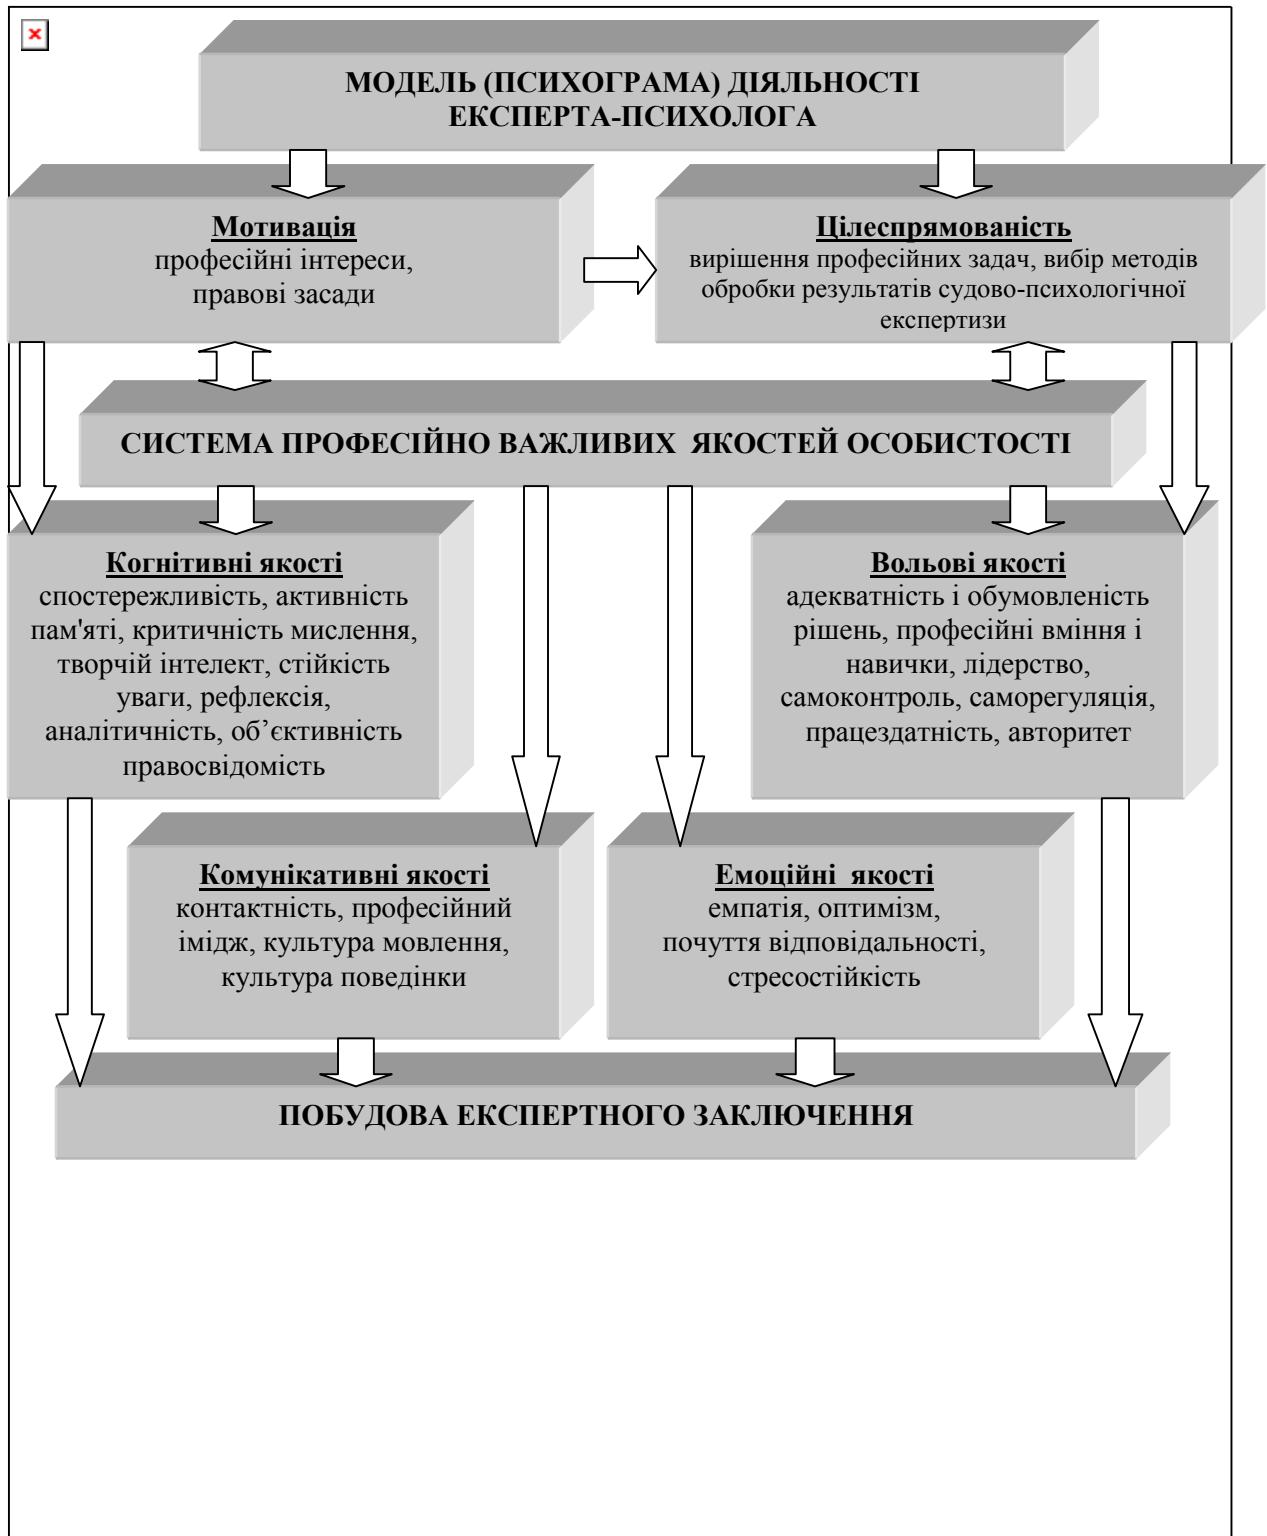 МОДЕЛЬ (ПСИХОГРАМА) ДІЯЛЬНОСТІ
ЕКСПЕРТА-ПСИХОЛОГА
Мотивація
професійні інтереси,
правові засади
Цілеспрямованість
вирішення професійних задач, вибір методів
обробки результатів судово-психологічної
експертизи
СИСТЕМА ПРОФЕСІЙНО ВАЖЛИВИХ ЯКОСТЕЙ ОСОБИСТОСТІ
Когнітивні якості
спостережливість, активність
пам'яті, критичність мислення,
творчій інтелект, стійкість
уваги, рефлексія,
аналітичність, об’єктивність
правосвідомість
Вольові якості
адекватність і обумовленість
рішень, професійні вміння і
навички, лідерство,
самоконтроль, саморегуляція,
працездатність, авторитет
Комунікативні якості
контактність, професійний
імідж, культура мовлення,
культура поведінки
Емоційні якості
емпатія, оптимізм,
почуття відповідальності,
стресостійкість
ПОБУДОВА ЕКСПЕРТНОГО ЗАКЛЮЧЕННЯ